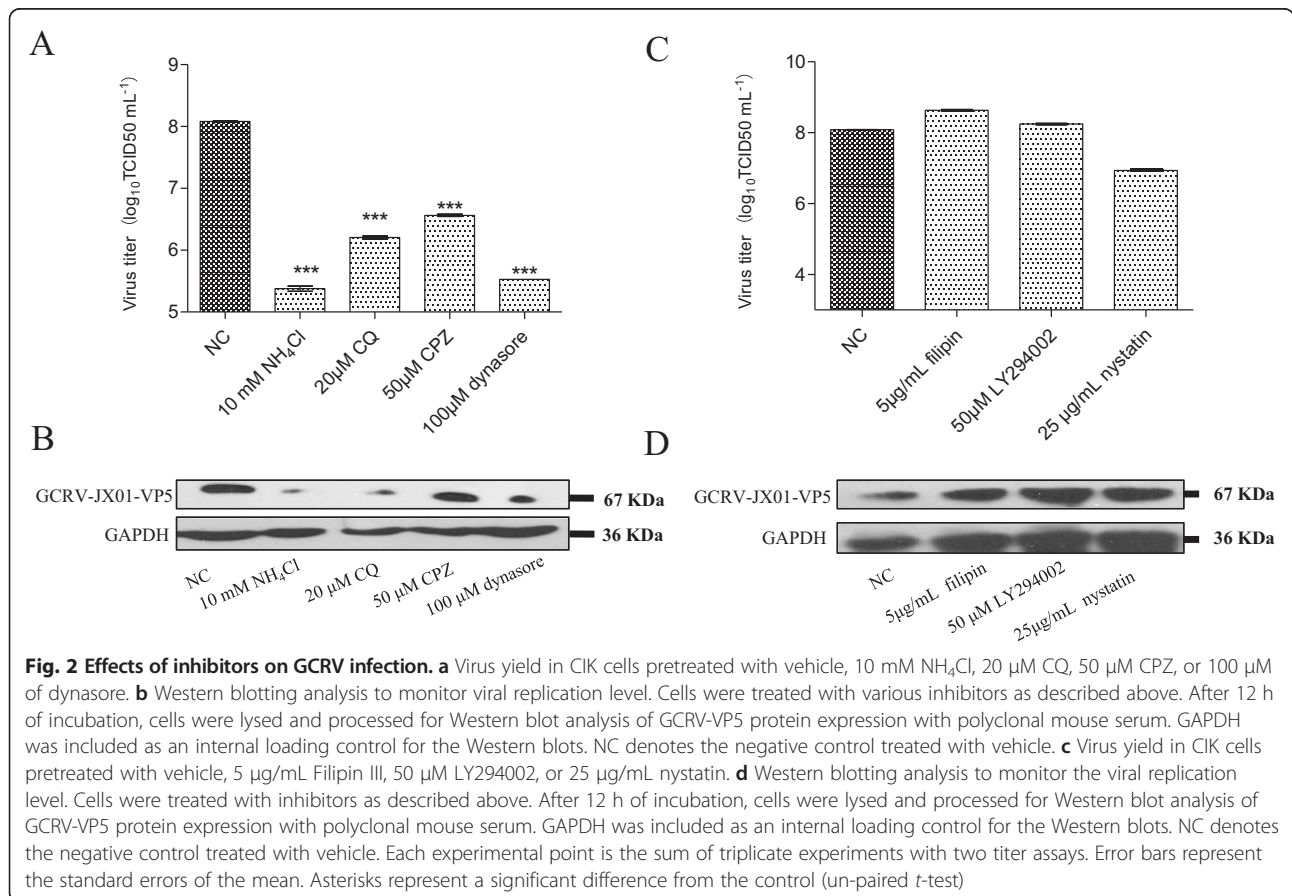 A
Virus titer (log₁₀TCID50 mL⁻¹)
9
8
7
6
5
***
***
***
***
NC
10 mM NH₄Cl
20µM CQ
50µM CPZ
100µM dynasore
C
Virus titer (log₁₀TCID50 mL⁻¹)
10
8
6
4
NC
5µg/mL filipin
50µM LY294002
25 µg/mL nystatin
B
GCRV-JX01-VP5
67 KDa
GAPDH
36 KDa
NC
10 mM NH₄Cl
20 µM CQ
50 µM CPZ
100 µM dynasore
D
GCRV-JX01-VP5
67 KDa
GAPDH
36 KDa
NC
5µg/mL filipin
50 µM LY294002
25µg/mL nystatin
Fig. 2 Effects of inhibitors on GCRV infection. a Virus yield in CIK cells pretreated with vehicle, 10 mM NH₄Cl, 20 µM CQ, 50 µM CPZ, or 100 µM
of dynasore. b Western blotting analysis to monitor viral replication level. Cells were treated with various inhibitors as described above. After 12 h
of incubation, cells were lysed and processed for Western blot analysis of GCRV-VP5 protein expression with polyclonal mouse serum. GAPDH
was included as an internal loading control for the Western blots. NC denotes the negative control treated with vehicle. c Virus yield in CIK cells
pretreated with vehicle, 5 µg/mL Filipin III, 50 µM LY294002, or 25 µg/mL nystatin. d Western blotting analysis to monitor the viral replication
level. Cells were treated with inhibitors as described above. After 12 h of incubation, cells were lysed and processed for Western blot analysis of
GCRV-VP5 protein expression with polyclonal mouse serum. GAPDH was included as an internal loading control for the Western blots. NC denotes
the negative control treated with vehicle. Each experimental point is the sum of triplicate experiments with two titer assays. Error bars represent
the standard errors of the mean. Asterisks represent a significant difference from the control (un-paired t-test)